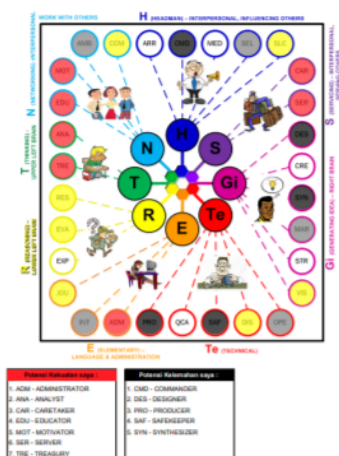 WORK WITH OTHERS
H (HEADMAN) - INTERPERSONAL, INFLUENCING OTHERS
AMB
COM
ARR
CMD
MED
SEL
SLC
MOT
CAR
EDU
SER
ANA
DES
TRE
CRE
RES
SYN
EVA
MAR
EXP
STR
JOU
VIS
INT
ADM
PRO
QCA
SAF
DIS
OPE
N (NETWORKING) - INTERPERSONAL
T (THINKING) - UPPER LEFT BRAIN
LOWER LEFT BRAIN
S (SERVICING) - INTERPERSONAL,
Gi (GENERATING IDEA) - RIGHT BRAIN
H
N
S
T
Gi
R
Te
E
E (ELEMENTARY) -
LANGUAGE & ADMINISTRATION
Te (TECHNICAL)
Potensi Kekuatan saya :
1. ADM - ADMINISTRATOR
2. ANA - ANALYST
3. CAR - CARETAKER
4. EDU - EDUCATOR
5. MOT - MOTIVATOR
6. SER - SERVER
7. TRE - TREASURY
Potensi Kelemahan saya :
1. CMD - COMMANDER
2. DES - DESIGNER
3. PRO - PRODUCER
4. SAF - SAFEKEEPER
5. SYN - SYNTHESIZER